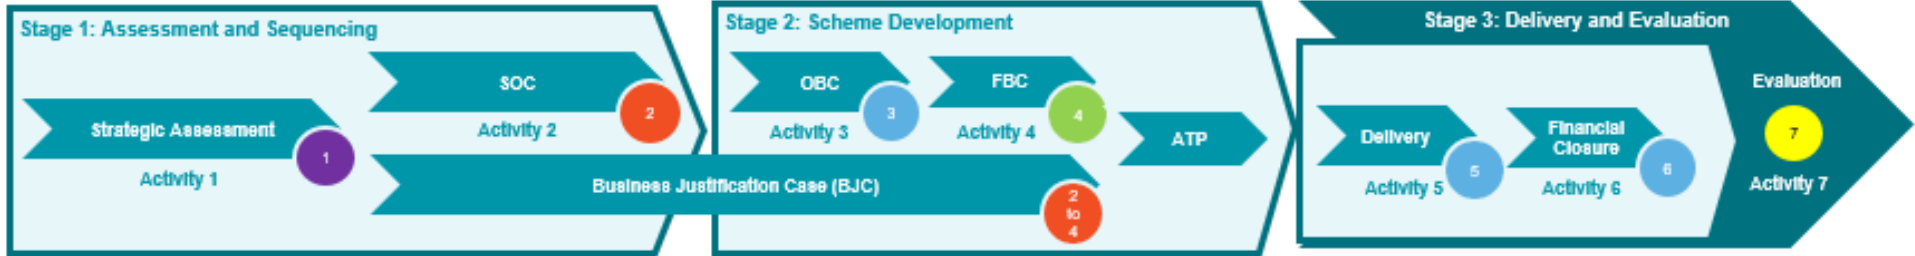 Stage 1: Assessment and Sequencing
Strategic Assessment
1
Activity 1
SOC
2
Activity 2
Business Justification Case (BJC)
2
to
4
Stage 2: Scheme Development
OBC
3
Activity 3
FBC
4
Activity 4
ATP
Stage 3: Delivery and Evaluation
Delivery
5
Activity 5
Financial
Closure
6
Activity 6
Evaluation
7
Activity 7